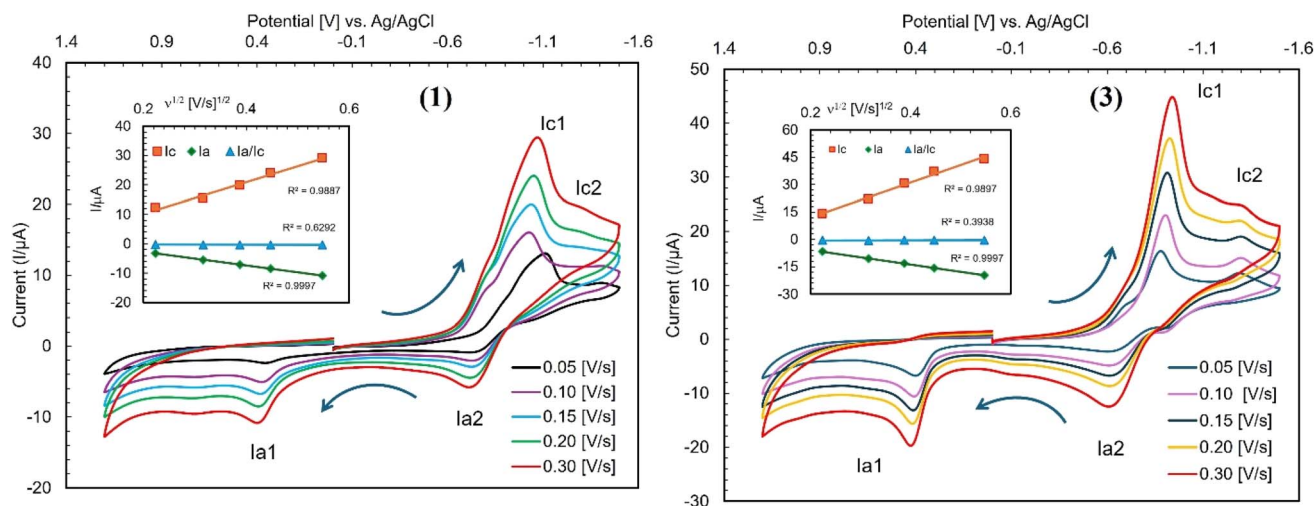 Potential [V] vs. Ag/AgCl
1.4 0.9 0.4 -0.1 -0.6 -1.1 -1.6
40
30
20
10
0
-10
-20
Current (I/µA)
(1)
0.2 ν1/2 [V/s]1/2 0.6
0.4
40
30
20
10
0
-10
-20
I/µA
Ic Ia Ia/Ic
R² = 0.9887
R² = 0.6292
R² = 0.9997
Ic1
Ic2
Ia1
Ia2
0.05 [V/s]
0.10 [V/s]
0.15 [V/s]
0.20 [V/s]
0.30 [V/s]
Potential [V] vs. Ag/AgCl
1.4 0.9 0.4 -0.1 -0.6 -1.1 -1.6
50
40
30
20
10
0
-10
-20
-30
Current (I/µA)
(3)
0.2 ν1/2 [V/s]1/2 0.6
0.4
60
45
30
15
0
-15
-30
I/µA
Ic Ia Ia/Ic
R² = 0.9897
R² = 0.3938
R² = 0.9997
Ic1
Ic2
Ia1
Ia2
0.05 [V/s]
0.10 [V/s]
0.15 [V/s]
0.20 [V/s]
0.30 [V/s]